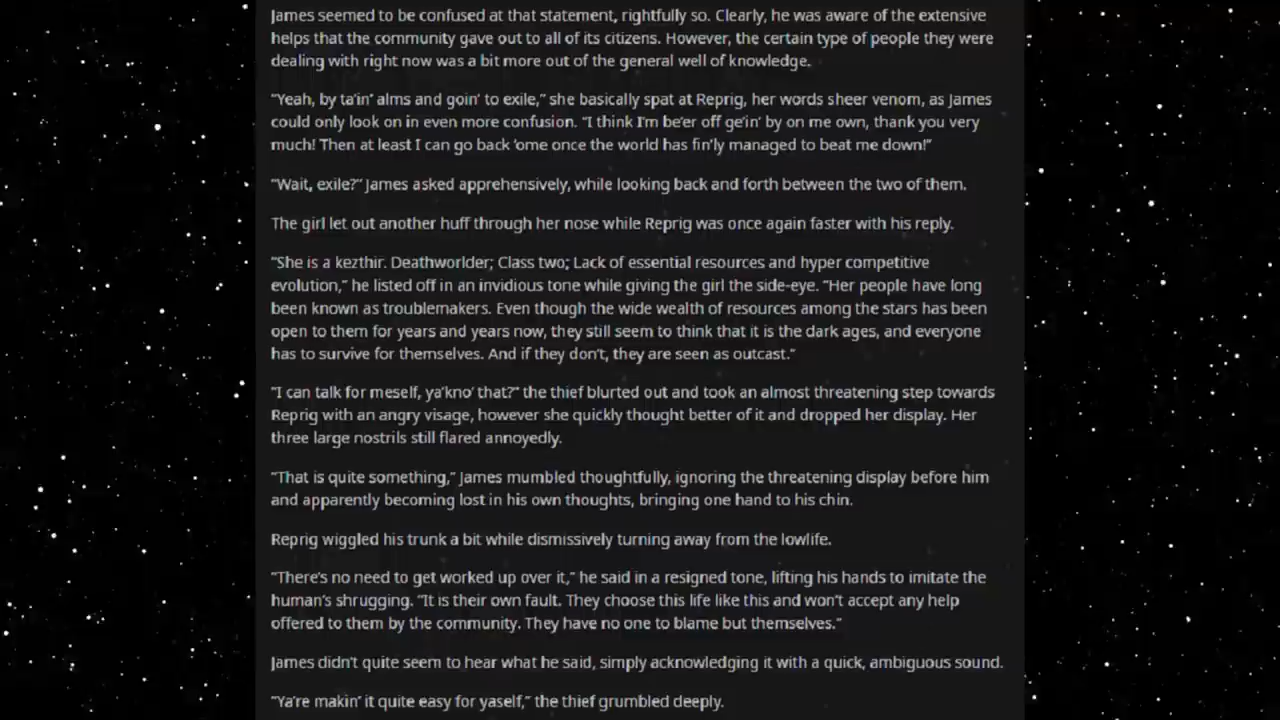 James seemed to be confused at that statement, rightfully so. Clearly, he was aware of the extensive
helps that the community gave out to all of its citizens. However, the certain type of people they were
dealing with right now was a bit more out of the general well of knowledge.
“Yeah, by ta’in’ alms and goin’ to exile,” she basically spat at Reprig, her words sheer venom, as James
could only look on in even more confusion. “I think I’m be’er off ge’in’ by on me own, thank you very
much! Then at least I can go back ‘ome once the world has fin’ly managed to beat me down!”
“Wait, exile?” James asked apprehensively, while looking back and forth between the two of them.
The girl let out another huff through her nose while Reprig was once again faster with his reply.
“She is a kezthir. Deathworlder; Class two; Lack of essential resources and hyper competitive
evolution,” he listed off in an invidious tone while giving the girl the side-eye. “Her people have long
been known as troublemakers. Even though the wide wealth of resources among the stars has been
open to them for years and years now, they still seem to think that it is the dark ages, and everyone
has to survive for themselves. And if they don’t, they are seen as outcast.”
“I can talk for meself, ya’kno’ that?” the thief blurted out and took an almost threatening step towards
Reprig with an angry visage, however she quickly thought better of it and dropped her display. Her
three large nostrils still flared annoyedly.
“That is quite something,” James mumbled thoughtfully, ignoring the threatening display before him
and apparently becoming lost in his own thoughts, bringing one hand to his chin.
Reprig wiggled his trunk a bit while dismissively turning away from the lowlife.
“There’s no need to get worked up over it,” he said in a resigned tone, lifting his hands to imitate the
human’s shrugging. “It is their own fault. They choose this life like this and won’t accept any help
offered to them by the community. They have no one to blame but themselves.”
James didn’t quite seem to hear what he said, simply acknowledging it with a quick, ambiguous sound.
“Ya’re makin’ it quite easy for yaself,” the thief grumbled deeply.